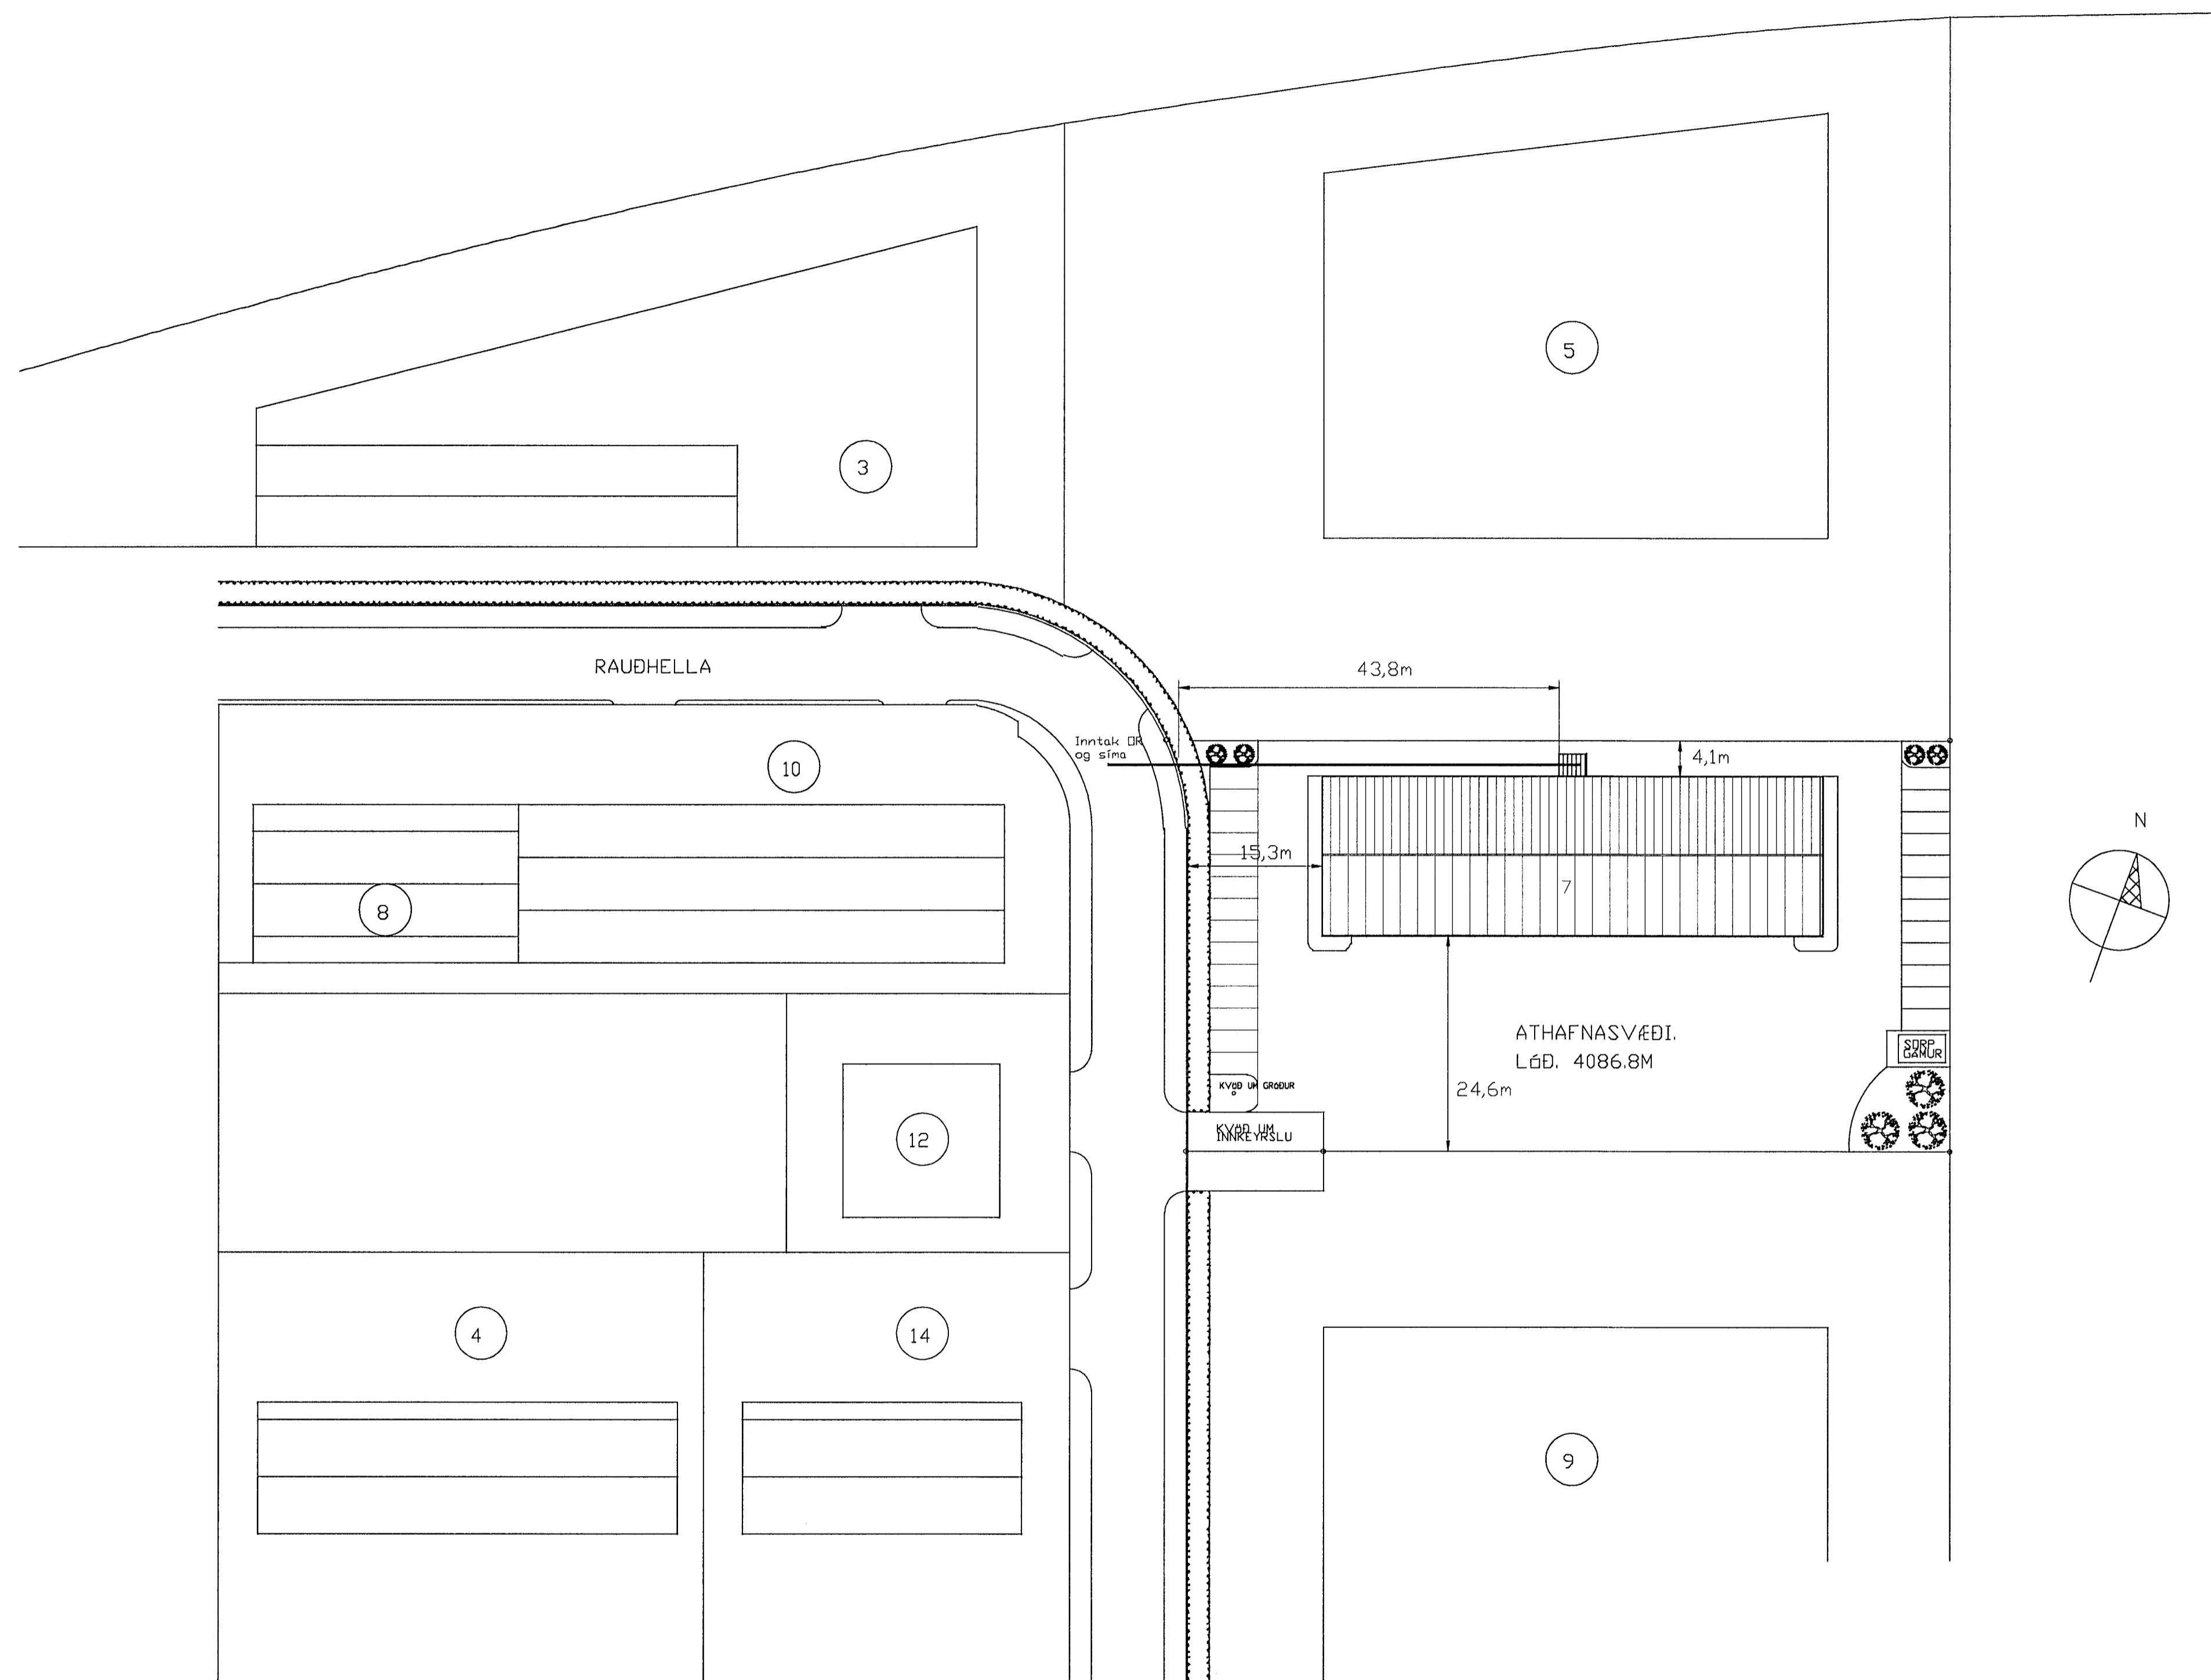 5
3
RAUÐHELLA
43,8m
Inntak OR
og síma
4,1m
10
N
15,3m
7
8
ATHAFNASVÆÐI.
LóÐ. 4086.8M
SORP
GÁMUR
KVöÐ UM GRóÐUR
24,6m
KVöÐ UM
INNKEYRSLU
12
4
14
9